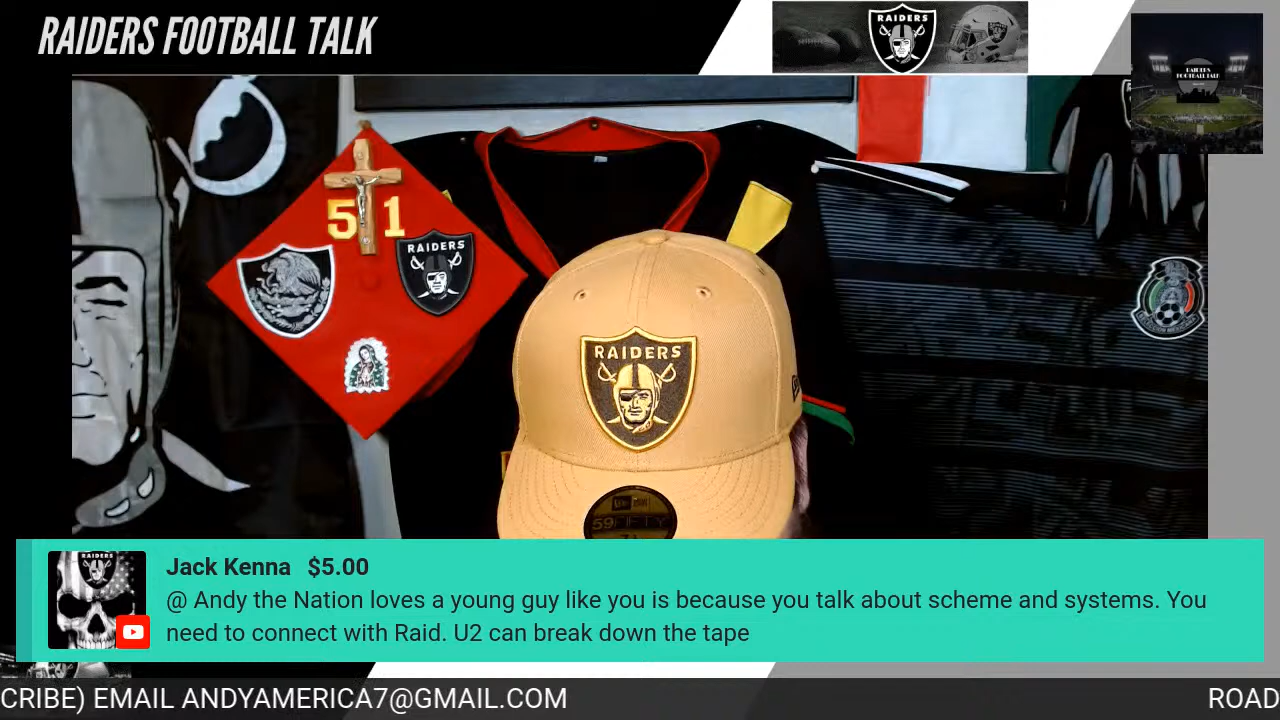 RAIDERS FOOTBALL TALK
RAIDERS
FOOTBALL TALK
51
RAIDERS
RAIDERS
59FIFTY
Jack Kenna $5.00
@ Andy the Nation loves a young guy like you is because you talk about scheme and systems. You
need to connect with Raid. U2 can break down the tape
CRIBE) EMAIL ANDYAMERICA7@GMAIL.COM
ROAD